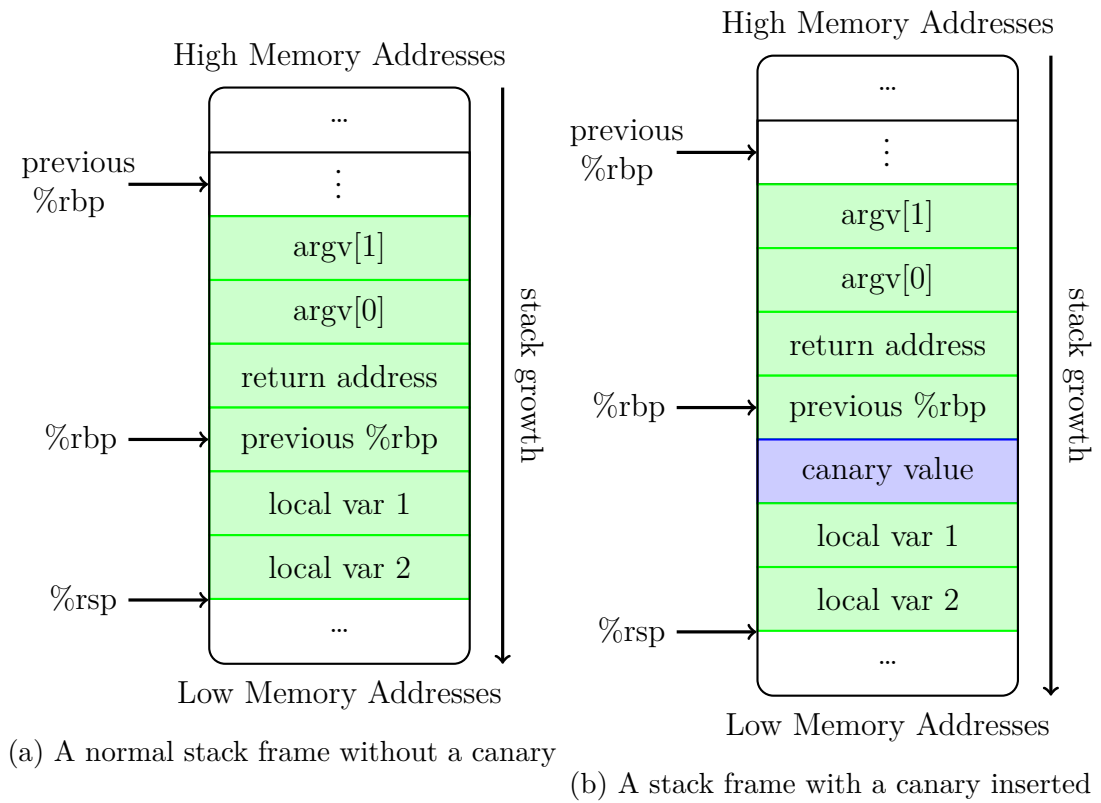 High Memory Addresses
...
previous
%rbp
⋮
argv[1]
argv[0]
return address
%rbp
previous %rbp
local var 1
local var 2
%rsp
...
stack growth
Low Memory Addresses
(a) A normal stack frame without a canary
High Memory Addresses
...
previous
%rbp
⋮
argv[1]
argv[0]
return address
%rbp
previous %rbp
canary value
local var 1
local var 2
%rsp
...
stack growth
Low Memory Addresses
(b) A stack frame with a canary inserted